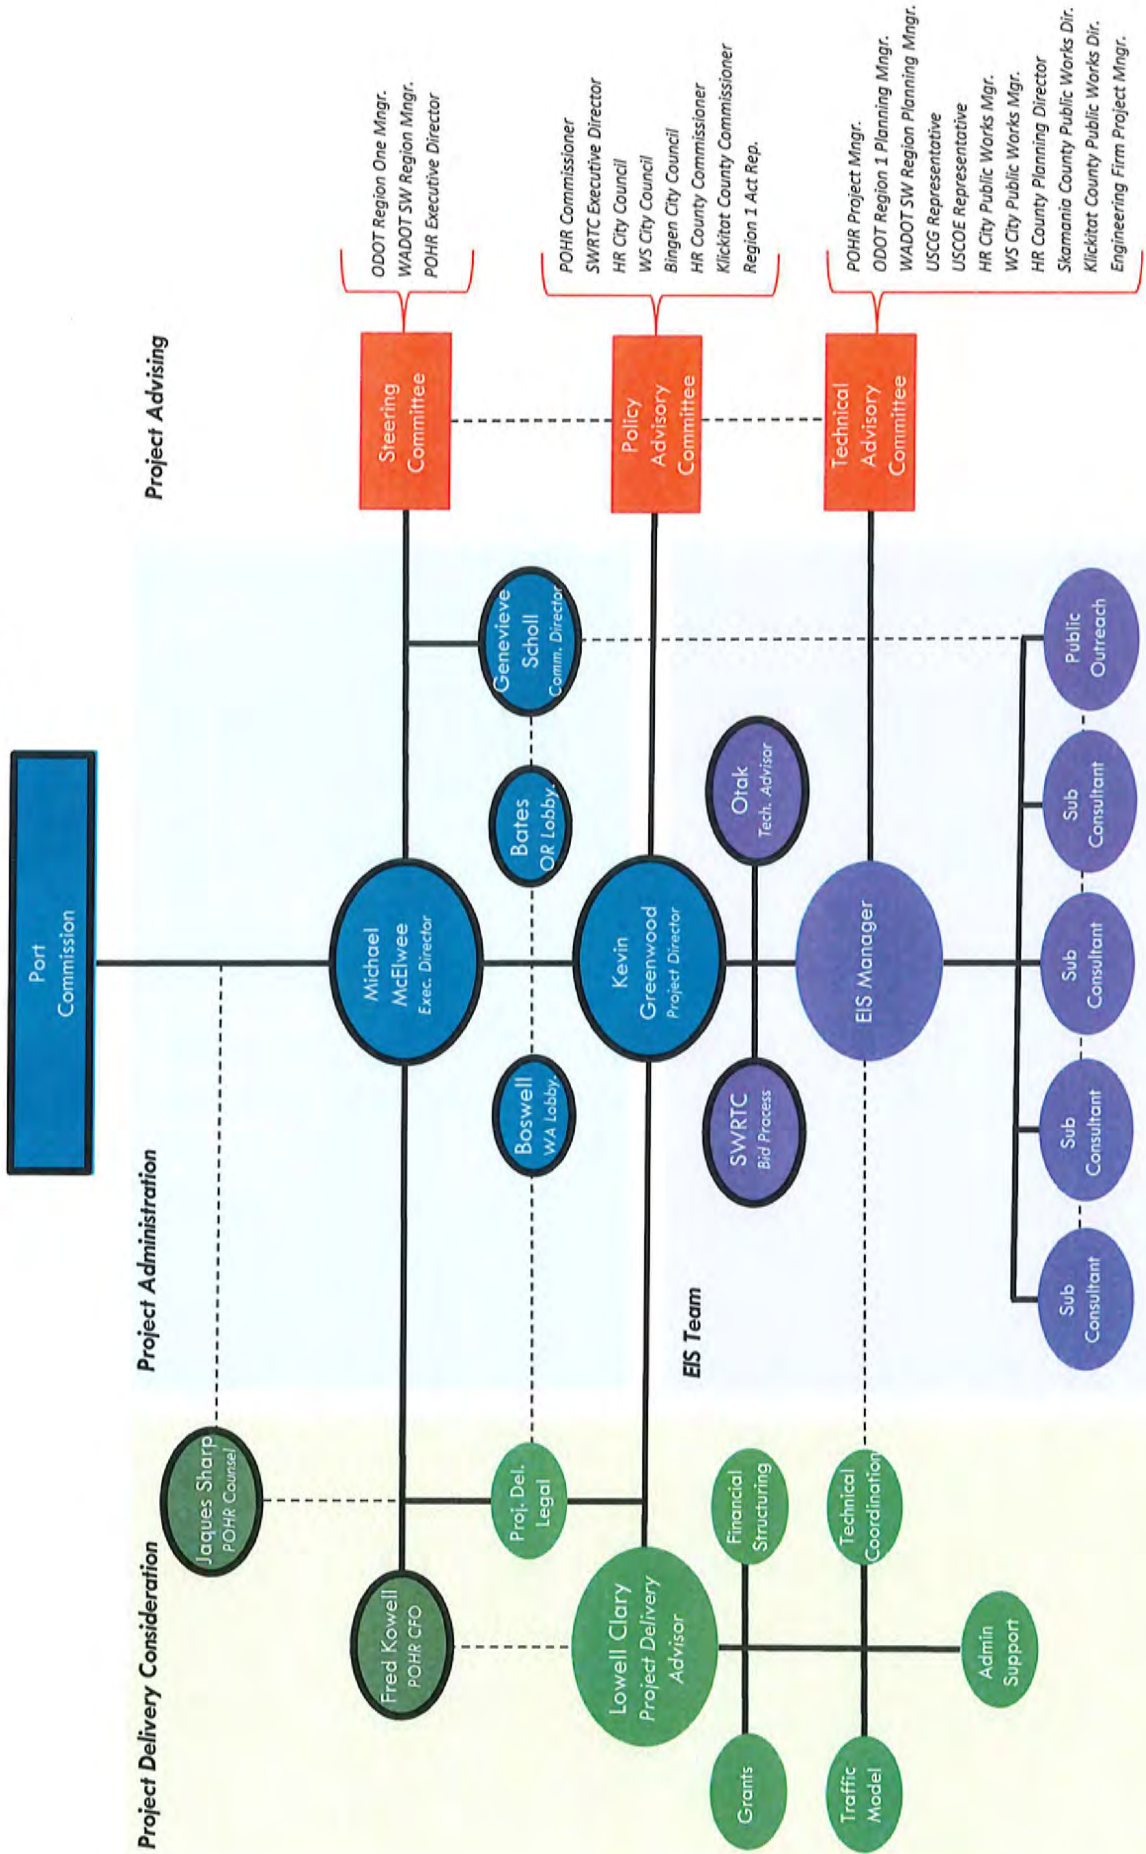 Port
Commission
Project Delivery Consideration
Project Administration
Project Advising
Jaques Sharp
POHR Counsel
Fred Kowell
POHR CFO
Michael
McElwee
Exec. Director
Steering
Committee
ODOT Region One Mngr.
WADOT SW Region Mngr.
POHR Executive Director
Proj. Del.
Legal
Boswell
WA Lobby.
Bates
OR Lobby.
Genevieve
Scholl
Comm. Director
Lowell Clary
Project Delivery
Advisor
Kevin
Greenwood
Project Director
Policy
Advisory
Committee
POHR Commissioner
SWRTC Executive Director
HR City Council
WS City Council
Bingen City Council
HR County Commissioner
Klickitat County Commissioner
Region 1 Act Rep.
EIS Team
Grants
Financial
Structuring
SWRTC
Bid Process
Otak
Tech. Advisor
Traffic
Model
Technical
Coordination
EIS Manager
Technical
Advisory
Committee
POHR Project Mngr.
ODOT Region 1 Planning Mngr.
WADOT SW Region Planning Mngr.
USCG Representative
USCOE Representative
HR City Public Works Mgr.
WS City Public Works Mgr.
HR County Planning Director
Skamania County Public Works Dir.
Klickitat County Public Works Dir.
Engineering Firm Project Mngr.
Admin
Support
Sub
Consultant
Sub
Consultant
Sub
Consultant
Sub
Consultant
Public
Outreach